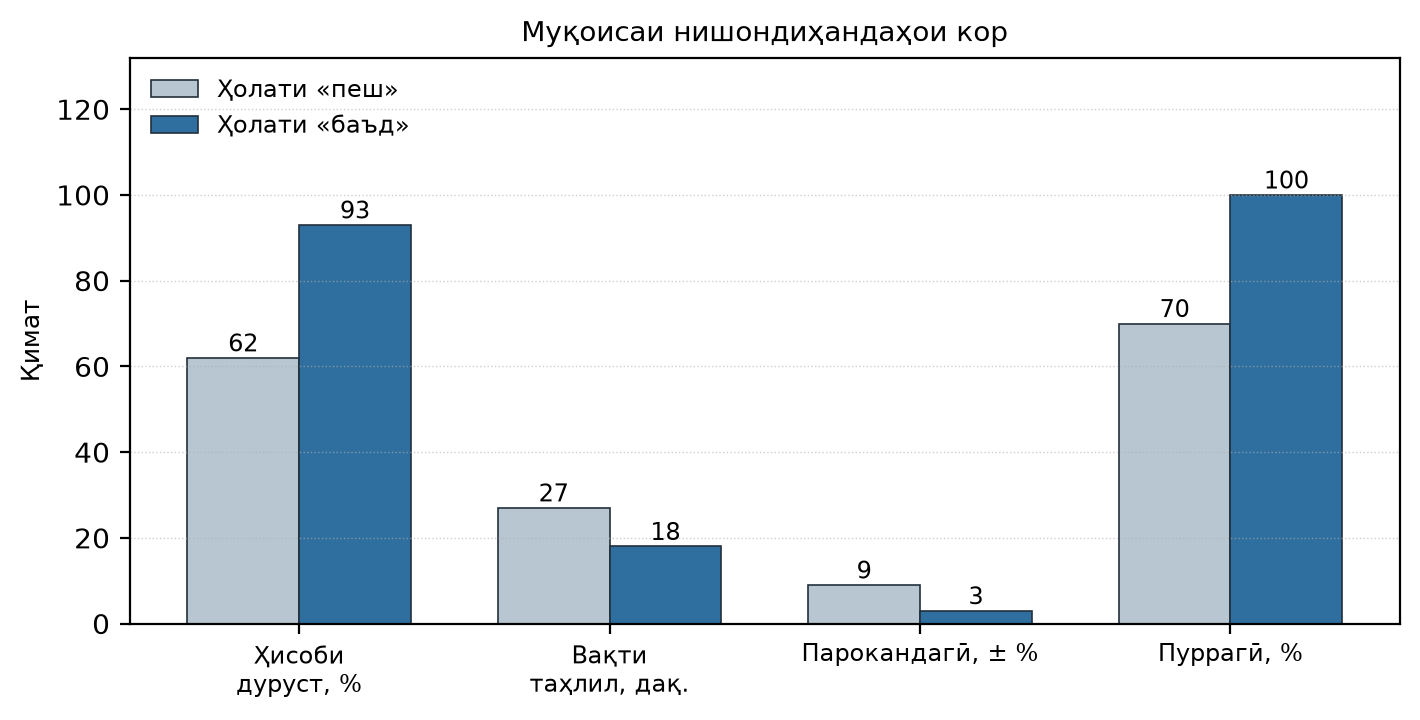 Муқоисаи нишондиҳандаҳои кор
Ҳолати «пеш»
Ҳолати «баъд»
Қимат
120
100
80
60
40
20
0
62
93
27
18
9
3
70
100
Ҳисоби
дуруст, %
Вақти
таҳлил, дақ.
Парокандагӣ, ± %
Пуррагӣ, %